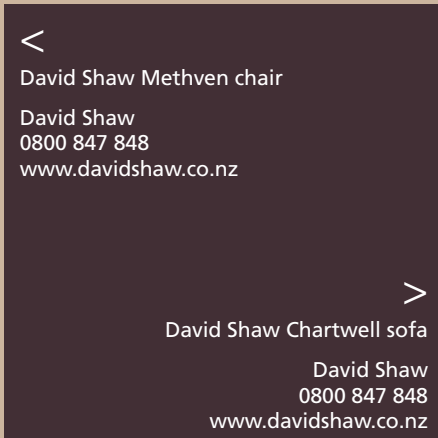 <
David Shaw Methven chair
David Shaw
0800 847 848
www.davidshaw.co.nz
>
David Shaw Chartwell sofa
David Shaw
0800 847 848
www.davidshaw.co.nz